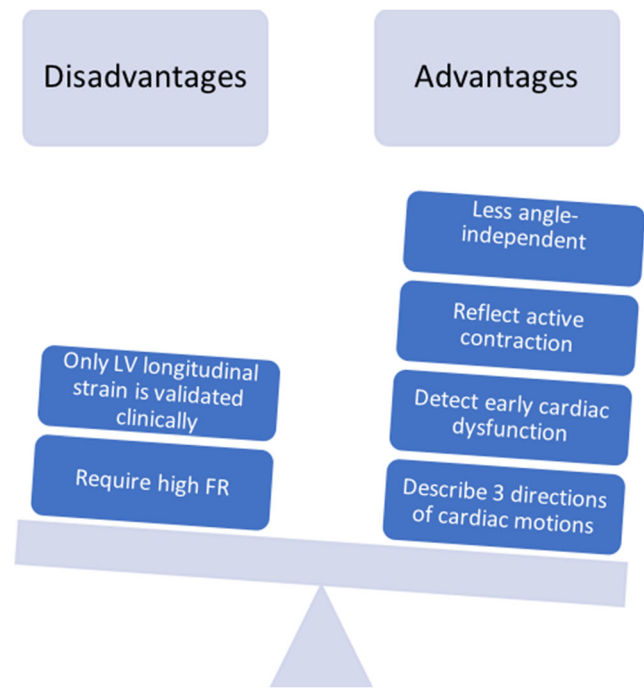 Disadvantages
Advantages
Only LV longitudinal
strain is validated
clinically
Require high FR
Less angle-
independent
Reflect active
contraction
Detect early cardiac
dysfunction
Describe 3 directions
of cardiac motions